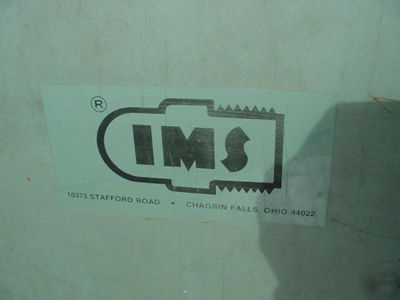 ®
IMS
10373 STAFFORD ROAD • CHAGRIN FALLS, OHIO 44022